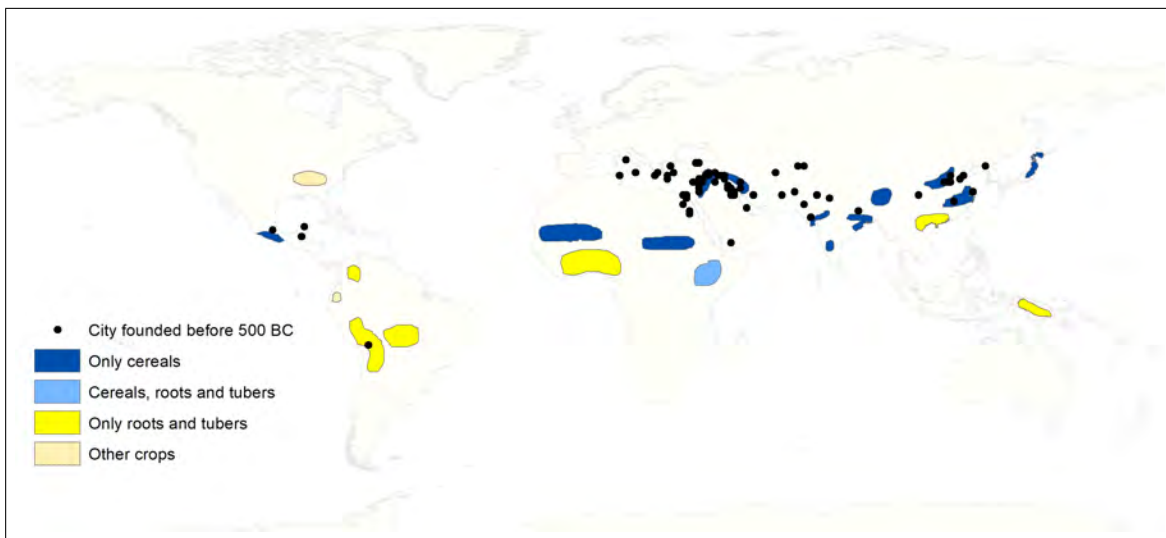 City founded before 500 BC
Only cereals
Cereals, roots and tubers
Only roots and tubers
Other crops